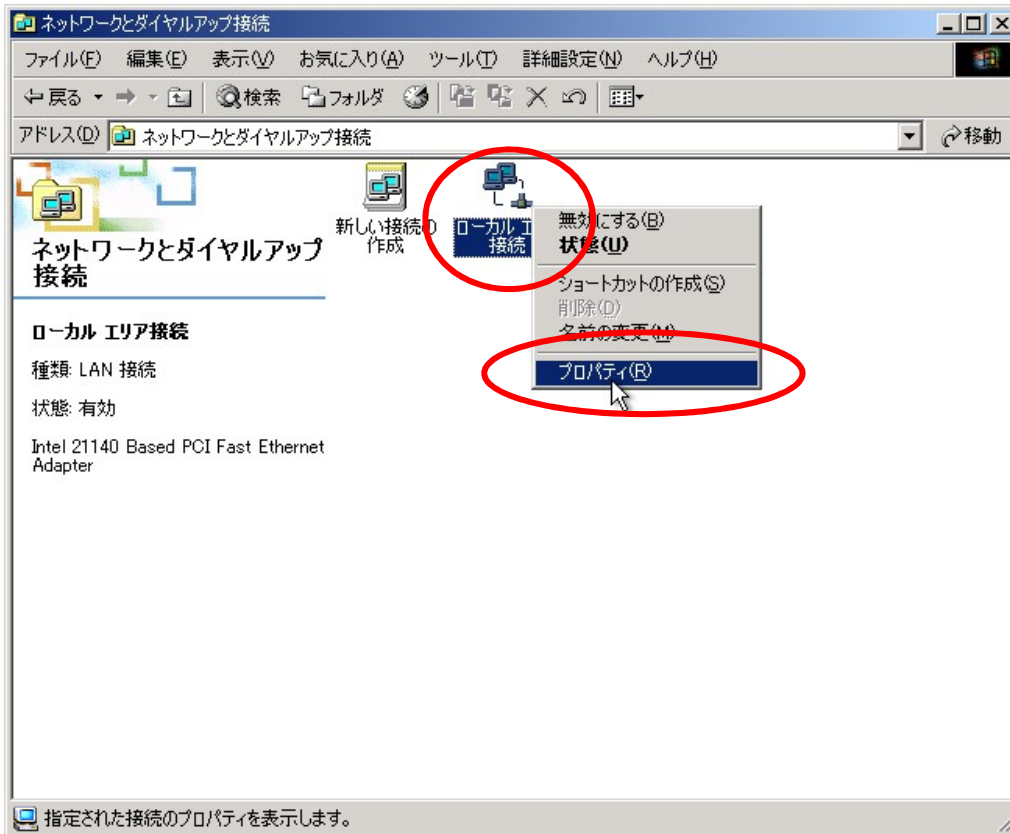 ネットワークとダイヤルアップ接続
ファイル(F) 編集(E) 表示(V) お気に入り(A) ツール(T) 詳細設定(N) ヘルプ(H)
戻る 検索 フォルダ
アドレス(D) ネットワークとダイヤルアップ接続 移動
ネットワークとダイヤルアップ
接続
ローカル エリア接続
種類: LAN 接続
状態: 有効
Intel 21140 Based PCI Fast Ethernet
Adapter
新しい接続の
作成
ローカル エ
接続
無効にする(B)
状態(U)
ショートカットの作成(S)
削除(D)
名前の変更(M)
プロパティ(R)
指定された接続のプロパティを表示します。